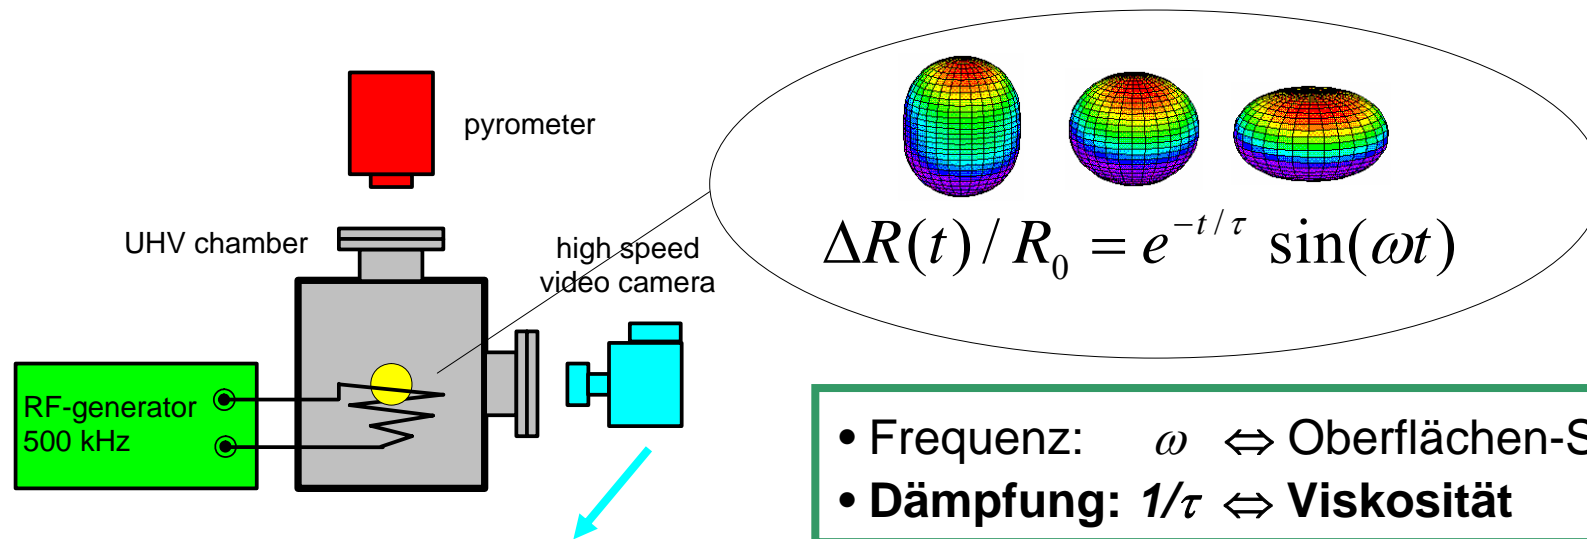 pyrometer
UHV chamber
high speed
video camera
RF-generator
500 kHz
ΔR(t) / R₀ = e^{−t/τ} sin(ωt)
• Frequenz: ω ⇔ Oberflächen-S
• Dämpfung: 1/τ ⇔ Viskosität